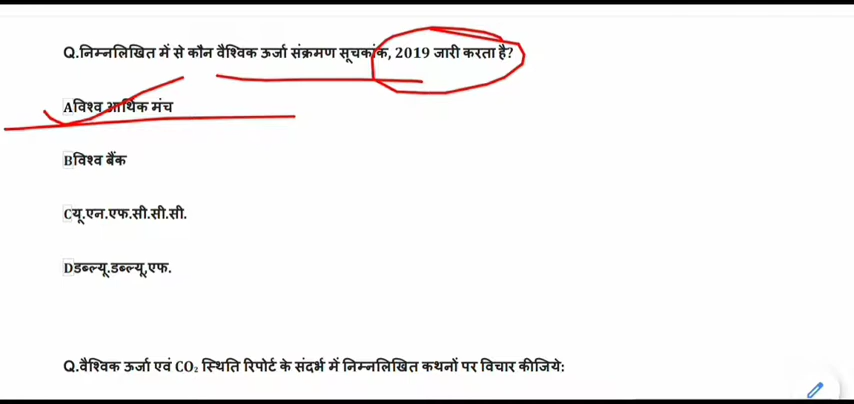 Q.निम्नलिखित में से कौन वैश्विक ऊर्जा संक्रमण सूचकांक, 2019 जारी करता है?
Aविश्व आर्थिक मंच
Bविश्व बैंक
Cयू.एन.एफ.सी.सी.सी.
Dडब्ल्यू.डब्ल्यू.एफ.
Q.वैश्विक ऊर्जा एवं CO₂ स्थिति रिपोर्ट के संदर्भ में निम्नलिखित कथनों पर विचार कीजिये: